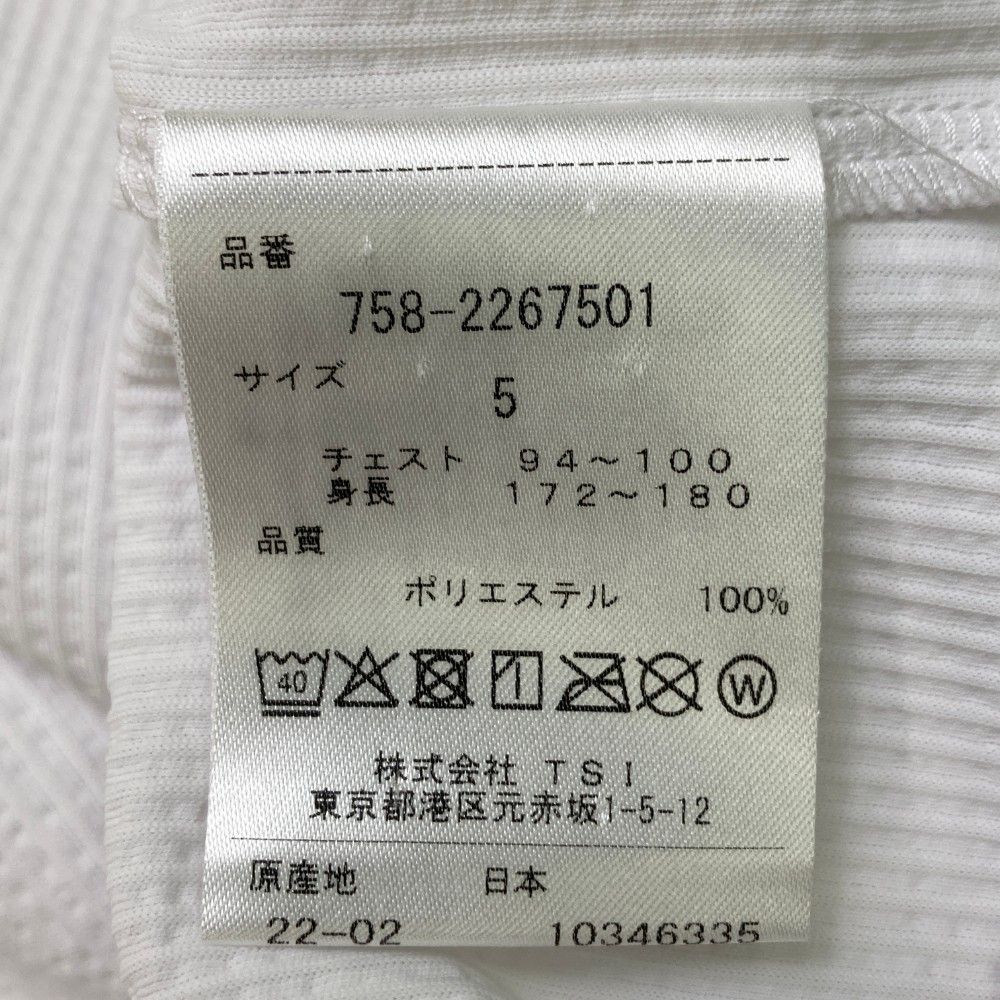 品番
758-2267501
サイズ
5
チェスト 94～100
身長 172～180
品質
ポリエステル 100%
40
W
株式会社 TSI
東京都港区元赤坂1-5-12
原産地 日本
22-02 10346335